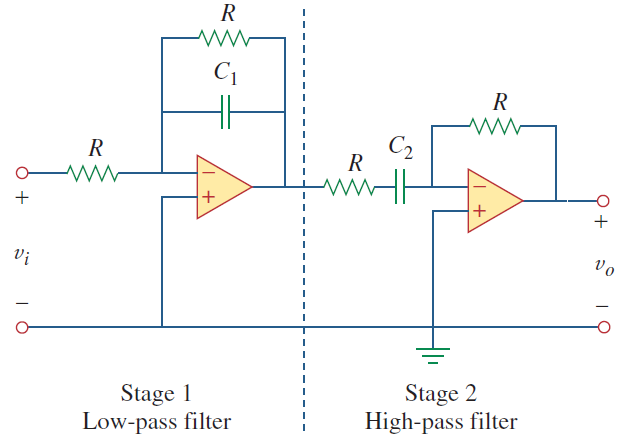 R
C1
R
R
C2
R
− +
− +
+
vi
−
+
vo
−
Stage 1
Low-pass filter
Stage 2
High-pass filter